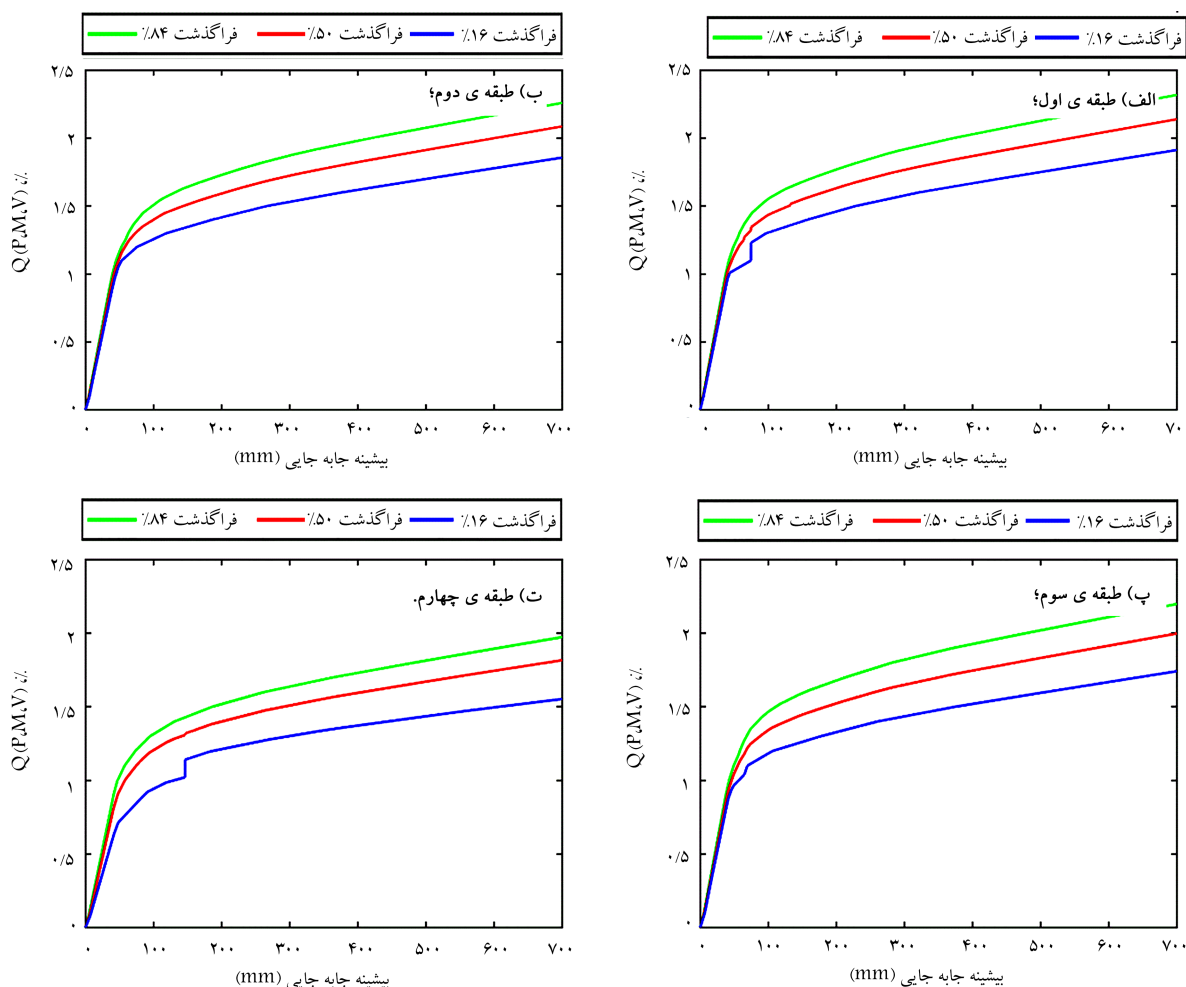 فراگذشت ۱۶٪ فراگذشت ۵۰٪ فراگذشت ۸۴٪
الف) طبقه ی اول؛
۲/۵
۲
۱/۵
۱
۰/۵
۰
Q (P،M،V) ،٪
۰ ۱۰۰ ۲۰۰ ۳۰۰ ۴۰۰ ۵۰۰ ۶۰۰ ۷۰۰
بیشینه جابه جایی (mm)
فراگذشت ۱۶٪ فراگذشت ۵۰٪ فراگذشت ۸۴٪
ب) طبقه ی دوم؛
۲/۵
۲
۱/۵
۱
۰/۵
۰
Q (P،M،V) ،٪
۰ ۱۰۰ ۲۰۰ ۳۰۰ ۴۰۰ ۵۰۰ ۶۰۰ ۷۰۰
بیشینه جابه جایی (mm)
فراگذشت ۱۶٪ فراگذشت ۵۰٪ فراگذشت ۸۴٪
پ) طبقه ی سوم؛
۲/۵
۲
۱/۵
۱
۰/۵
۰
Q (P،M،V) ،٪
۰ ۱۰۰ ۲۰۰ ۳۰۰ ۴۰۰ ۵۰۰ ۶۰۰ ۷۰۰
بیشینه جابه جایی (mm)
فراگذشت ۱۶٪ فراگذشت ۵۰٪ فراگذشت ۸۴٪
ت) طبقه ی چهارم.
۲/۵
۲
۱/۵
۱
۰/۵
۰
Q (P،M،V) ،٪
۰ ۱۰۰ ۲۰۰ ۳۰۰ ۴۰۰ ۵۰۰ ۶۰۰ ۷۰۰
بیشینه جابه جایی (mm)